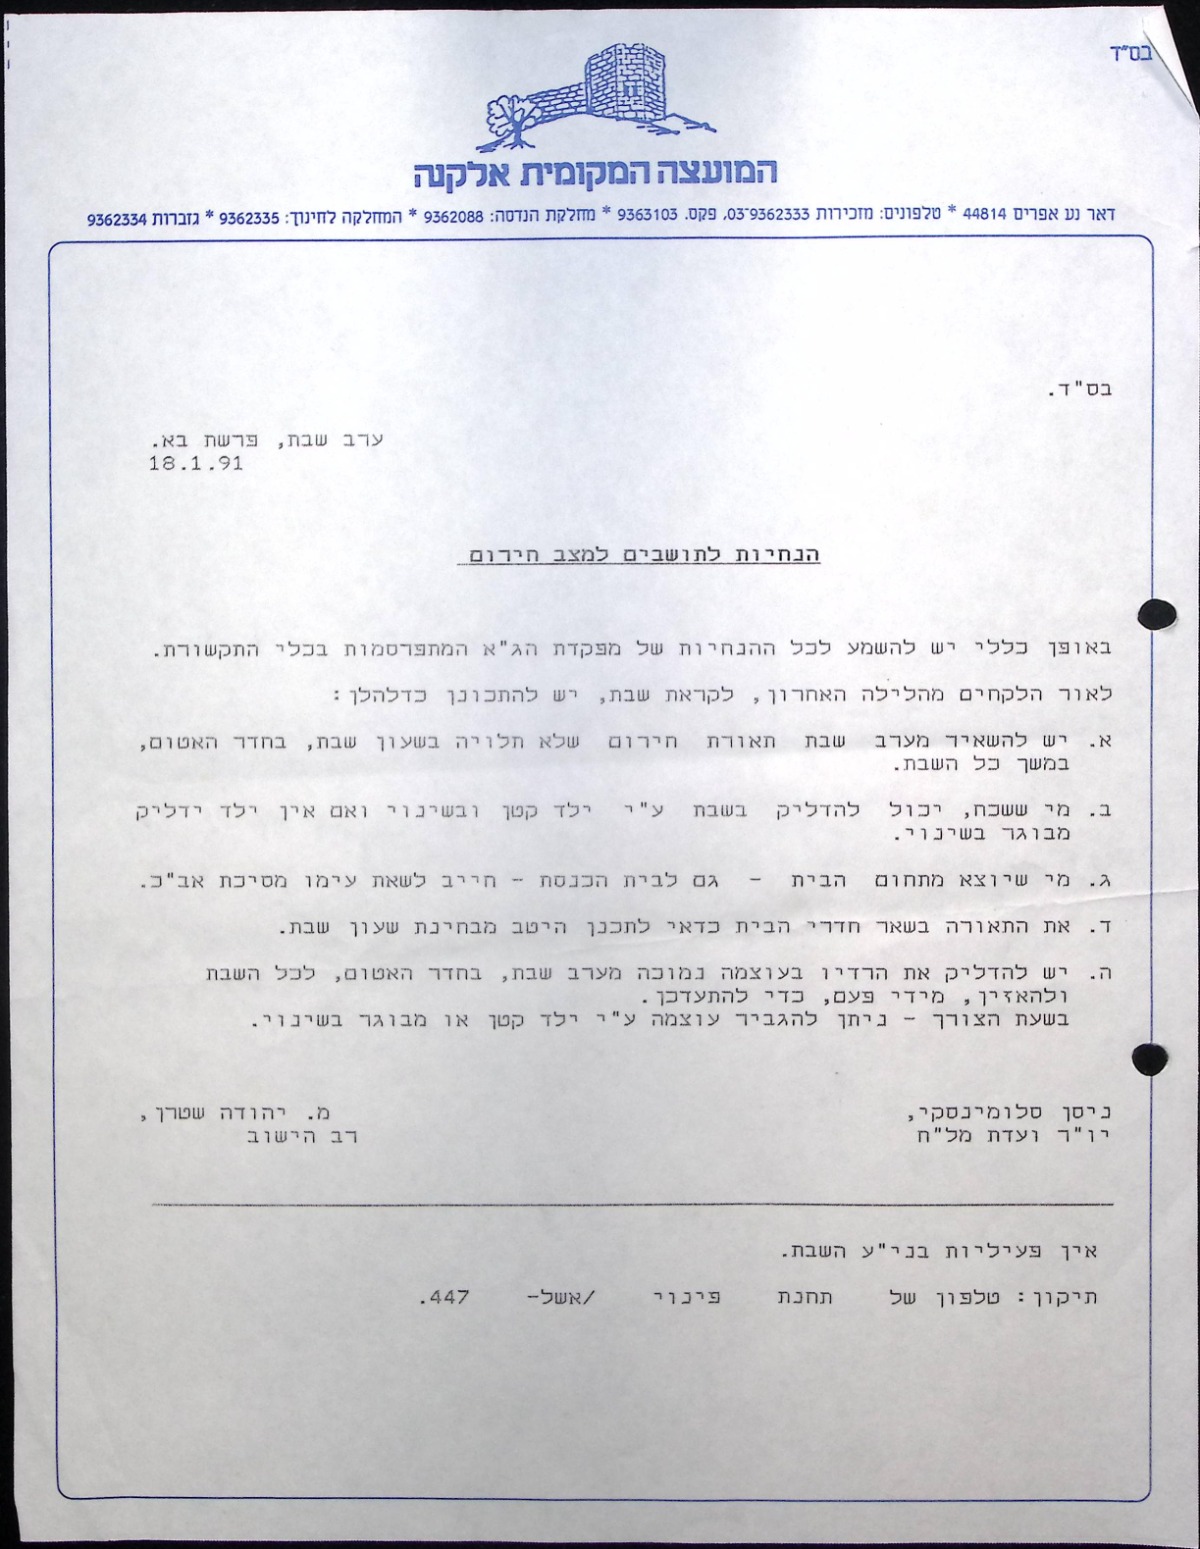 בס"ד
המועצה המקומית אלקנה
דאר נע אפרים 44814 * טלפונים: מזכירות 03-9362333, פקס. 9363103 * מחלקת הנדסה: 9362088 * המחלקה לחינוך: 9362335 * גזברות 9362334
בס"ד.
ערב שבת, פרשת בא.
18.1.91
הנחיות לתושבים למצב חירום
באופן כללי יש להשמע לכל ההנחיות של מפקדת הג"א המתפרסמות בכלי התקשורת.
לאור הלקחים מהלילה האחרון, לקראת שבת, יש להתכונן כדלהלן:
א. יש להשאיר מערב שבת תאורת חירום שלא תלויה בשעון שבת, בחדר האטום,
במשך כל השבת.
ב. מי ששכח, יכול להדליק בשבת ע"י ילד קטן ובשינוי ואם אין ילד ידליק
מבוגר בשינוי.
ג. מי שיוצא מתחום הבית - גם לבית הכנסת - חייב לשאת עימו מסיכת אב"כ.
ד. את התאורה בשאר חדרי הבית כדאי לתכנן היטב מבחינת שעון שבת.
ה. יש להדליק את הרדיו בעוצמה נמוכה מערב שבת, בחדר האטום, לכל השבת
ולהאזין, מידי פעם, כדי להתעדכן.
בשעת הצורך - ניתן להגביר עוצמה ע"י ילד קטן או מבוגר בשינוי.
ניסן סלומינסקי, מ. יהודה שטרן,
יו"ר ועדת מל"ח רב הישוב
אין פעיליות בני"ע השבת.
תיקון: טלפון של תחנת פינוי /אשל- 447.